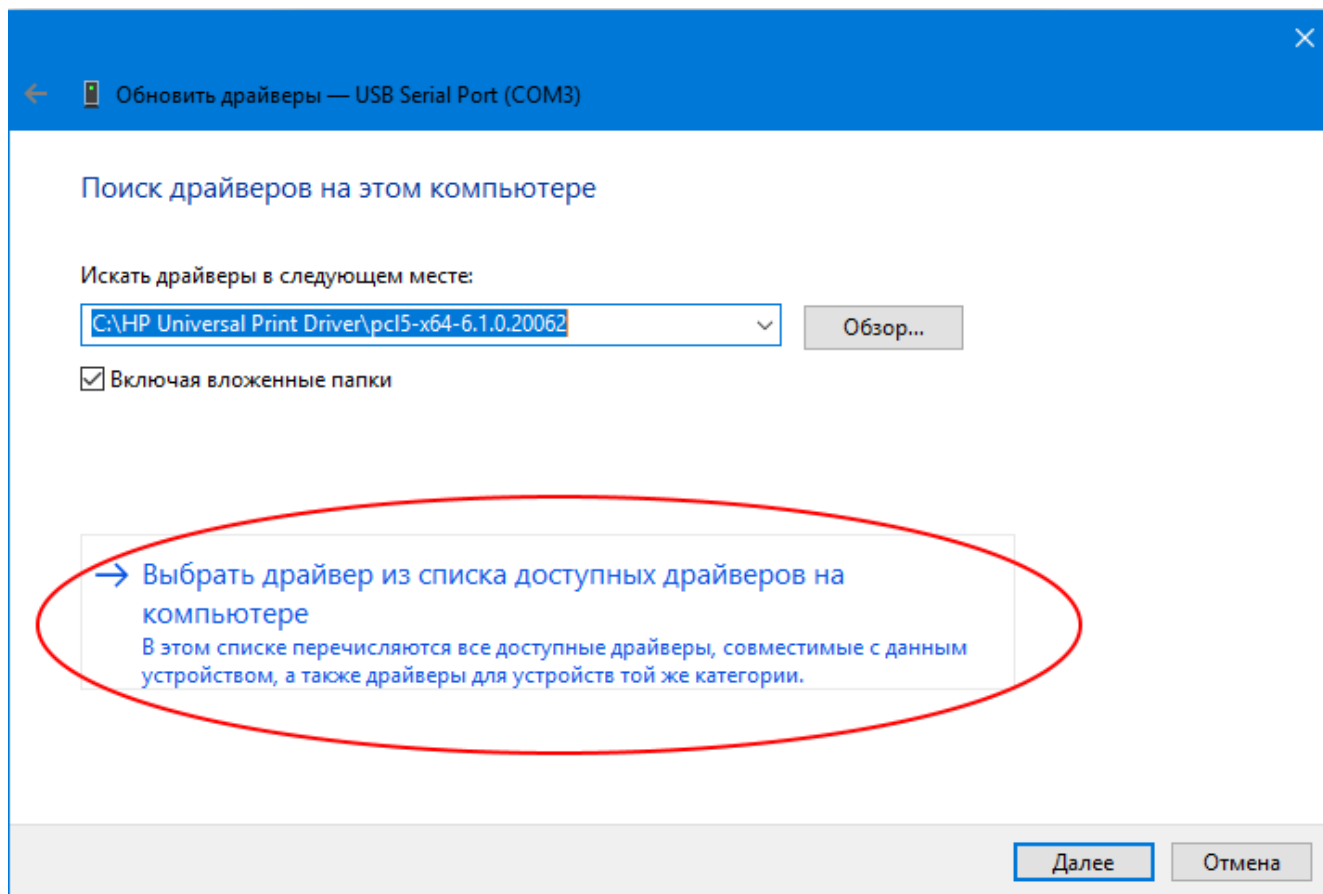 Обновить драйверы — USB Serial Port (COM3)
Поиск драйверов на этом компьютере
Искать драйверы в следующем месте:
C:\HP Universal Print Driver\pcl5-x64-6.1.0.20062
Обзор...
Включая вложенные папки
Выбрать драйвер из списка доступных драйверов на
компьютере
В этом списке перечисляются все доступные драйверы, совместимые с данным
устройством, а также драйверы для устройств той же категории.
Далее
Отмена